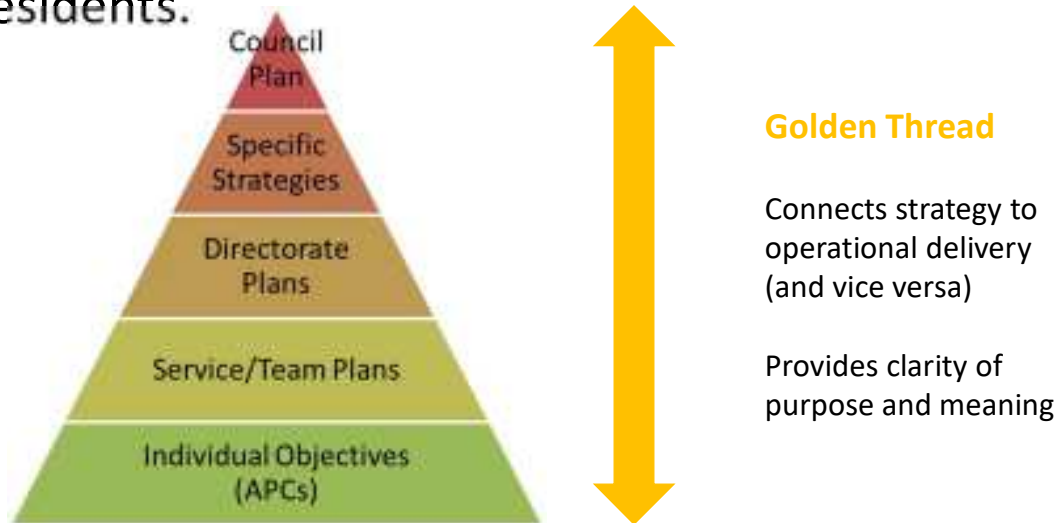 esidents.
Council
Plan
Specific
Strategies
Directorate
Plans
Service/Team Plans
Individual Objectives
(APCs)
Golden Thread
Connects strategy to
operational delivery
(and vice versa)
Provides clarity of
purpose and meaning